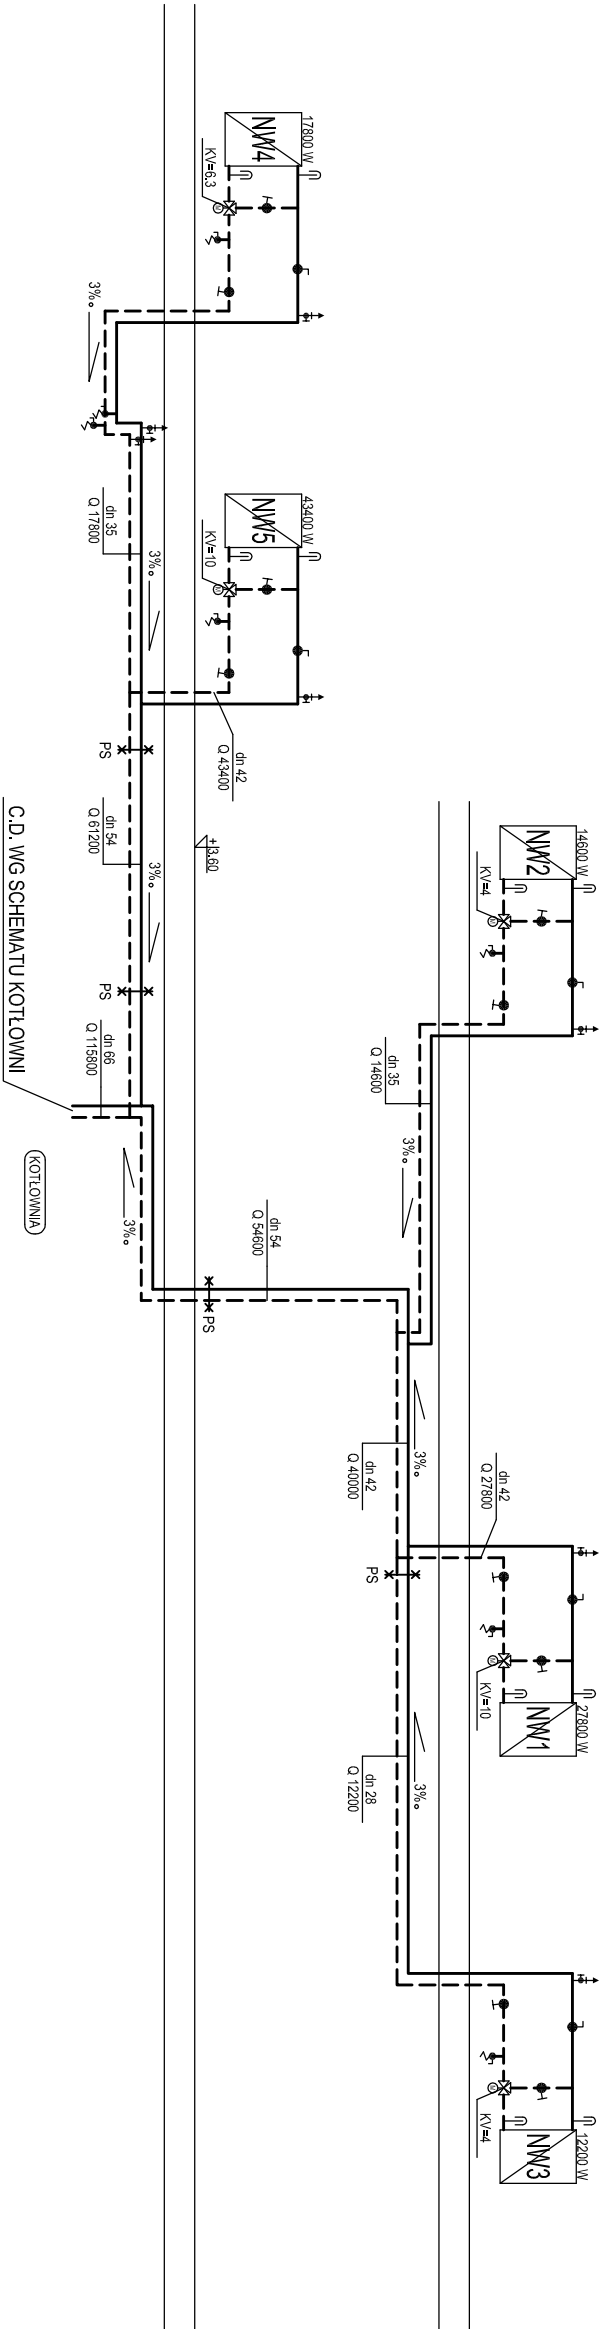 17800 W
NW4
KV=6.3
3‰
dn 35
Q 17800
3‰
43400 W
NW5
KV=10
dn 42
Q 43400
PS
dn 54
Q 61200
3‰
+3.60
PS
dn 66
Q 115800
C.D. WG SCHEMATU KOTŁOWNI
KOTŁOWNIA
3‰
14600 W
NW2
KV=4
dn 35
Q 14600
3‰
dn 54
Q 54600
PS
3‰
dn 42
Q 40000
dn 42
Q 27800
PS
27800 W
NW1
KV=10
3‰
dn 28
Q 12200
12200 W
NW3
KV=4
M
M
M
M
M